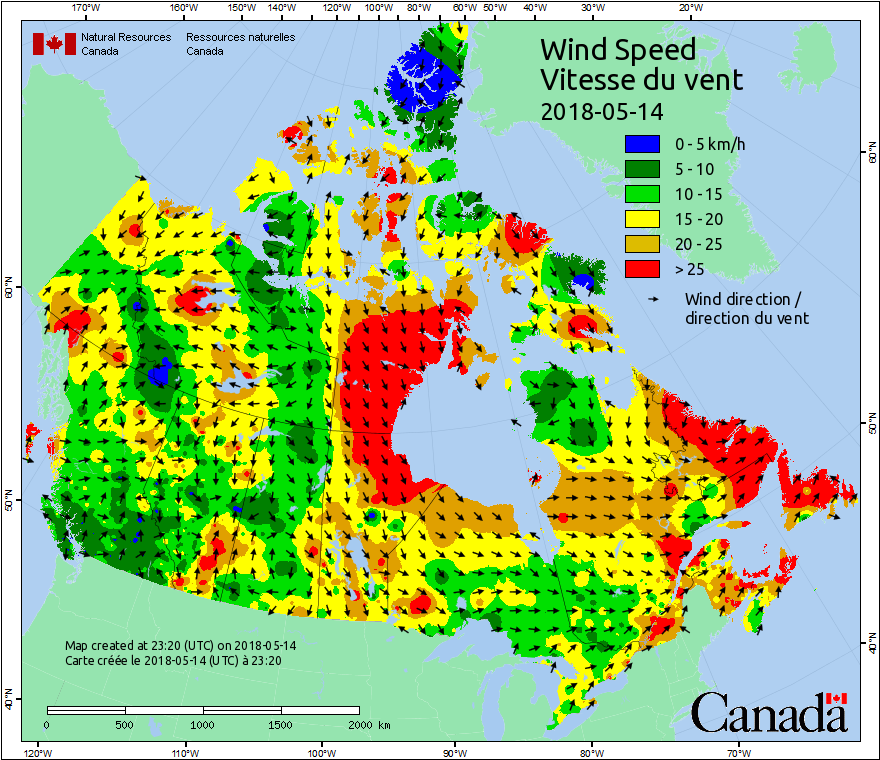 170°W 160°W 150°W 140°W 120°W 100°W 80°W 60°W 50°W 40°W 30°W 20°W
Natural Resources Ressources naturelles
Canada Canada
Wind Speed
Vitesse du vent
2018-05-14
0 - 5 km/h
5 - 10
10 - 15
15 - 20
20 - 25
> 25
Wind direction /
direction du vent
60°N
60°N
50°N
50°N
40°N
40°N
Map created at 23:20 (UTC) on 2018-05-14
Carte créée le 2018-05-14 (UTC) à 23:20
0 500 1000 1500 2000 km
Canada
120°W 110°W 100°W 90°W 80°W 70°W